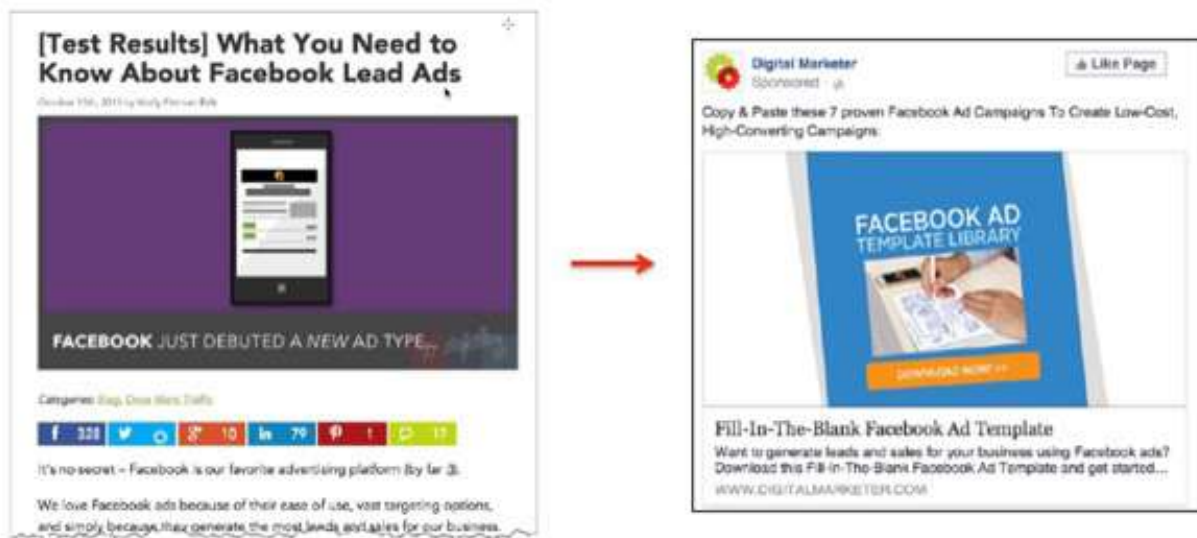 [Test Results] What You Need to
Know About Facebook Lead Ads
FACEBOOK JUST DEBUTED A NEW AD TYPE...
Categories: Blog,
328
10
in 79
1
17
It's no secret – Facebook is our favorite advertising platform (by far
We love Facebook ads because of their ease of use, vast targeting options,
and simply because they generate the most leads and sales for our business.
Digital Marketer
Sponsored
Like Page
Copy & Paste these 7 proven Facebook Ad Campaigns To Create Low-Cost,
High-Converting Campaigns:
FACEBOOK AD
TEMPLATE LIBRARY
DOWNLOAD NOW >>
Fill-In-The-Blank Facebook Ad Template
Want to generate leads and sales for your business using Facebook ads?
Download this Fill-In-The-Blank Facebook Ad Template and get started...
WWW.DIGITALMARKETER.COM